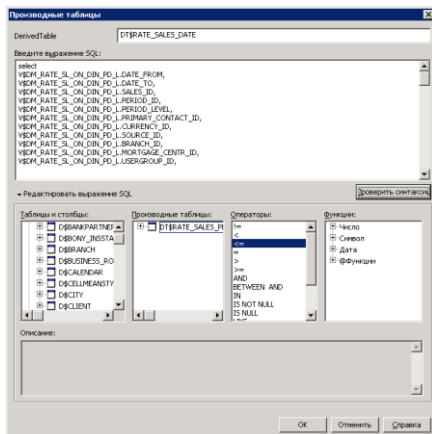 Производные таблицы
DerivedTable
DT$RATE_SALES_DATE
Введите выражение SQL:
select
V$DM_RATE_SL_ON_DIN_PD_L.DATE_FROM,
V$DM_RATE_SL_ON_DIN_PD_L.DATE_TO,
V$DM_RATE_SL_ON_DIN_PD_L.SALES_ID,
V$DM_RATE_SL_ON_DIN_PD_L.PERIOD_ID,
V$DM_RATE_SL_ON_DIN_PD_L.PERIOD_LEVEL,
V$DM_RATE_SL_ON_DIN_PD_L.PRIMARY_CONTACT_ID,
V$DM_RATE_SL_ON_DIN_PD_L.CURRENCY_ID,
V$DM_RATE_SL_ON_DIN_PD_L.SOURCE_ID,
V$DM_RATE_SL_ON_DIN_PD_L.BRANCH_ID,
V$DM_RATE_SL_ON_DIN_PD_L.MORTGAGE_CENTR_ID,
V$DM_RATE_SL_ON_DIN_PD_L.USERGROUP_ID,
Редактировать выражение SQL
Проверить синтаксис
Таблицы и столбцы:
D$BANKPARTNER
D$BONY_INSSTA
D$BRANCH
D$BUSINESS_RO
D$CALENDAR
D$CELLMEANSTY
D$CITY
D$CLIENT
Производные таблицы:
DT$RATE_SALES_P
Операторы:
!=
<
<=
=
>
>=
AND
BETWEEN AND
IN
IS NOT NULL
IS NULL
Функции:
Число
Символ
Дата
@Функции
Описание:
OK
Отменить
Справка